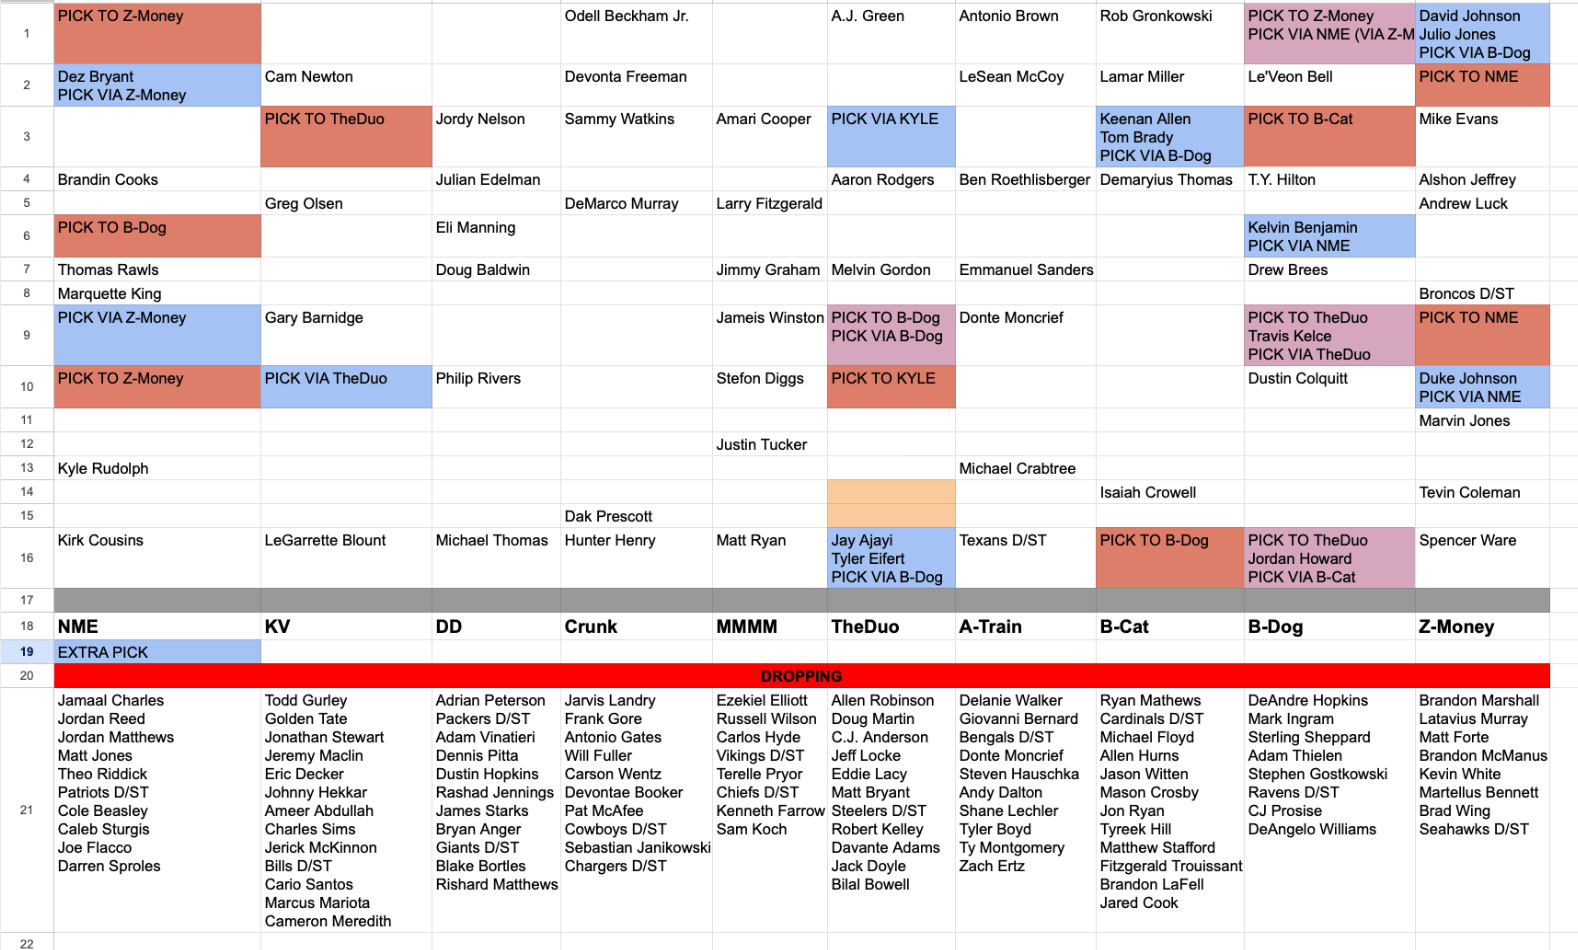 1 PICK TO Z-Money Odell Beckham Jr. A.J. Green Antonio Brown Rob Gronkowski PICK TO Z-Money David Johnson
PICK VIA NME (VIA Z-M Julio Jones
PICK VIA B-Dog
2 Dez Bryant Cam Newton Devonta Freeman LeSean McCoy Lamar Miller Le'Veon Bell PICK TO NME
PICK VIA Z-Money
3 PICK TO TheDuo Jordy Nelson Sammy Watkins Amari Cooper PICK VIA KYLE Keenan Allen PICK TO B-Cat Mike Evans
Tom Brady
PICK VIA B-Dog
4 Brandin Cooks Julian Edelman Aaron Rodgers Ben Roethlisberger Demaryius Thomas T.Y. Hilton Alshon Jeffrey
5 Greg Olsen DeMarco Murray Larry Fitzgerald Andrew Luck
6 PICK TO B-Dog Eli Manning Kelvin Benjamin
PICK VIA NME
7 Thomas Rawls Doug Baldwin Jimmy Graham Melvin Gordon Emmanuel Sanders Drew Brees
8 Marquette King Broncos D/ST
9 PICK VIA Z-Money Gary Barnidge Jameis Winston PICK TO B-Dog Donte Moncrief PICK TO TheDuo PICK TO NME
PICK VIA B-Dog Travis Kelce
PICK VIA TheDuo
10 PICK TO Z-Money PICK VIA TheDuo Philip Rivers Stefon Diggs PICK TO KYLE Dustin Colquitt Duke Johnson
PICK VIA NME
11 Marvin Jones
12 Justin Tucker
13 Kyle Rudolph Michael Crabtree
14 Isaiah Crowell Tevin Coleman
15 Dak Prescott
16 Kirk Cousins LeGarrette Blount Michael Thomas Hunter Henry Matt Ryan Jay Ajayi Texans D/ST PICK TO B-Dog PICK TO TheDuo Spencer Ware
Tyler Eifert Jordan Howard
PICK VIA B-Dog PICK VIA B-Cat
17
18 NME KV DD Crunk MMMM TheDuo A-Train B-Cat B-Dog Z-Money
19 EXTRA PICK
20 DROPPING
Jamaal Charles Todd Gurley Adrian Peterson Jarvis Landry Ezekiel Elliott Allen Robinson Delanie Walker Ryan Mathews DeAndre Hopkins Brandon Marshall
Jordan Reed Golden Tate Packers D/ST Frank Gore Russell Wilson Doug Martin Giovanni Bernard Cardinals D/ST Mark Ingram Latavius Murray
Jordan Matthews Jonathan Stewart Adam Vinatieri Antonio Gates Carlos Hyde C.J. Anderson Bengals D/ST Michael Floyd Sterling Sheppard Matt Forte
Matt Jones Jeremy Maclin Dennis Pitta Will Fuller Vikings D/ST Jeff Locke Donte Moncrief Allen Hurns Adam Thielen Brandon McManus
Theo Riddick Eric Decker Dustin Hopkins Carson Wentz Terelle Pryor Eddie Lacy Steven Hauschka Jason Witten Stephen Gostkowski Kevin White
Patriots D/ST Johnny Hekkar Rashad Jennings Devontae Booker Chiefs D/ST Matt Bryant Andy Dalton Mason Crosby Ravens D/ST Martellus Bennett
21 Cole Beasley Ameer Abdullah James Starks Pat McAfee Kenneth Farrow Steelers D/ST Shane Lechler Jon Ryan CJ Prosise Brad Wing
Caleb Sturgis Charles Sims Bryan Anger Cowboys D/ST Sam Koch Robert Kelley Tyler Boyd Tyreek Hill DeAngelo Williams Seahawks D/ST
Joe Flacco Jerick McKinnon Giants D/ST Sebastian Janikowski Davante Adams Ty Montgomery Matthew Stafford
Darren Sproles Bills D/ST Blake Bortles Chargers D/ST Jack Doyle Zach Ertz Fitzgerald Trouissant
Cario Santos Rishard Matthews Bilal Bowell Brandon LaFell
Marcus Mariota Jared Cook
Cameron Meredith
22